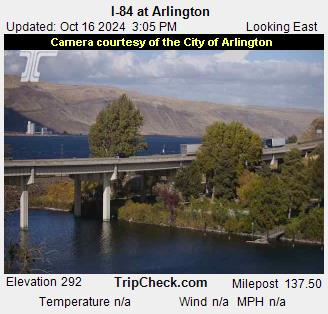 I-84 at Arlington
Updated: Oct 16 2024 3:05 PM Looking East
Camera courtesy of the City of Arlington
Elevation 292 TripCheck.com Milepost 137.50
Temperature n/a Wind n/a MPH n/a